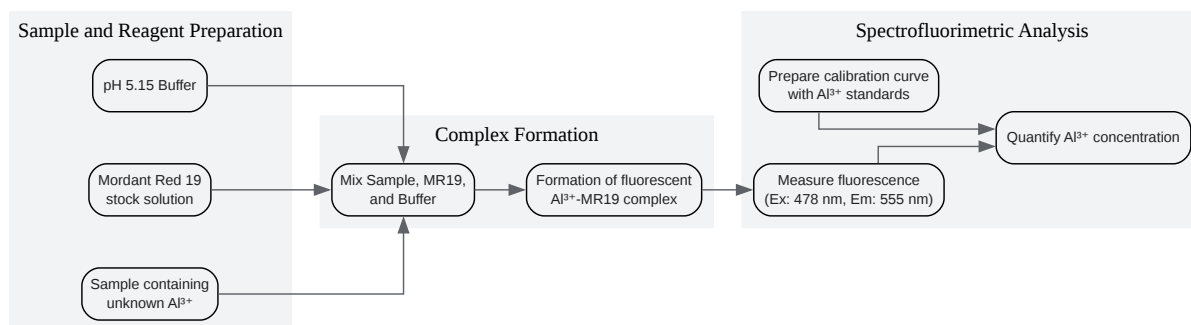 Sample and Reagent Preparation
pH 5.15 Buffer
Mordant Red 19
stock solution
Sample containing
unknown Al³⁺
Complex Formation
Mix Sample, MR19,
and Buffer
Formation of fluorescent
Al³⁺-MR19 complex
Spectrofluorimetric Analysis
Prepare calibration curve
with Al³⁺ standards
Measure fluorescence
(Ex: 478 nm, Em: 555 nm)
Quantify Al³⁺ concentration